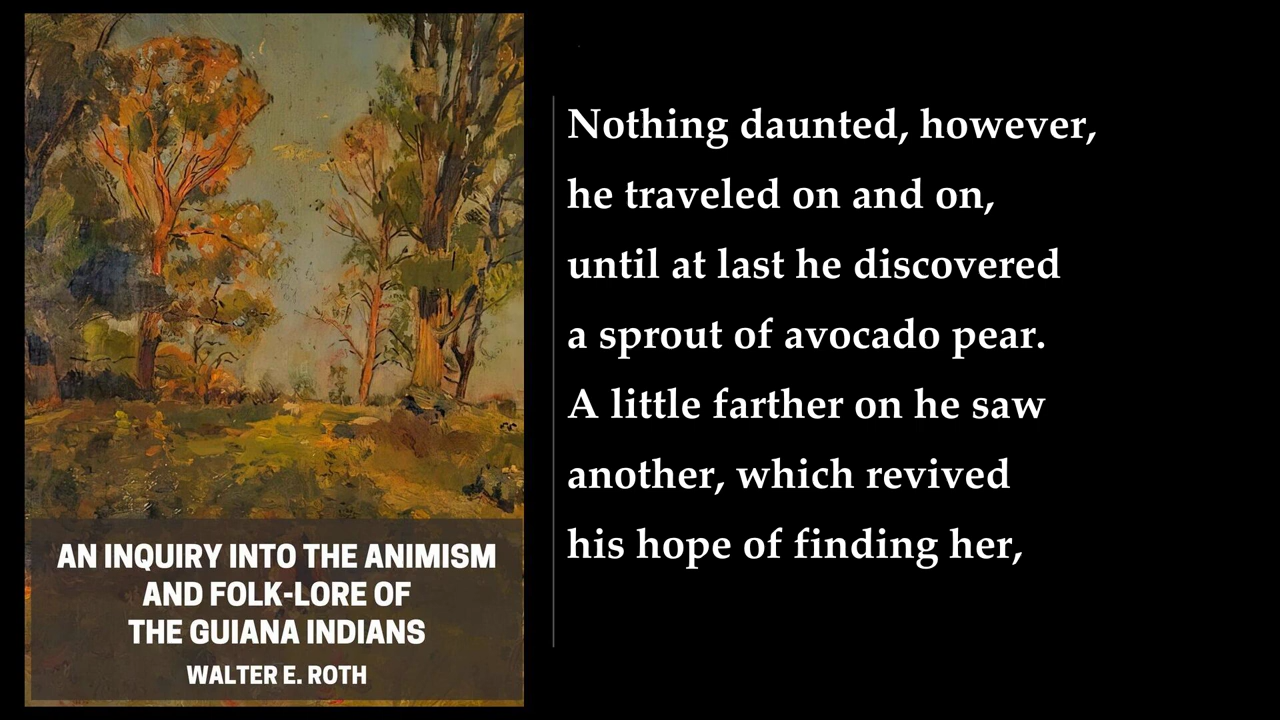 AN INQUIRY INTO THE ANIMISM
AND FOLK-LORE OF
THE GUIANA INDIANS
WALTER E. ROTH
Nothing daunted, however,
he traveled on and on,
until at last he discovered
a sprout of avocado pear.
A little farther on he saw
another, which revived
his hope of finding her,